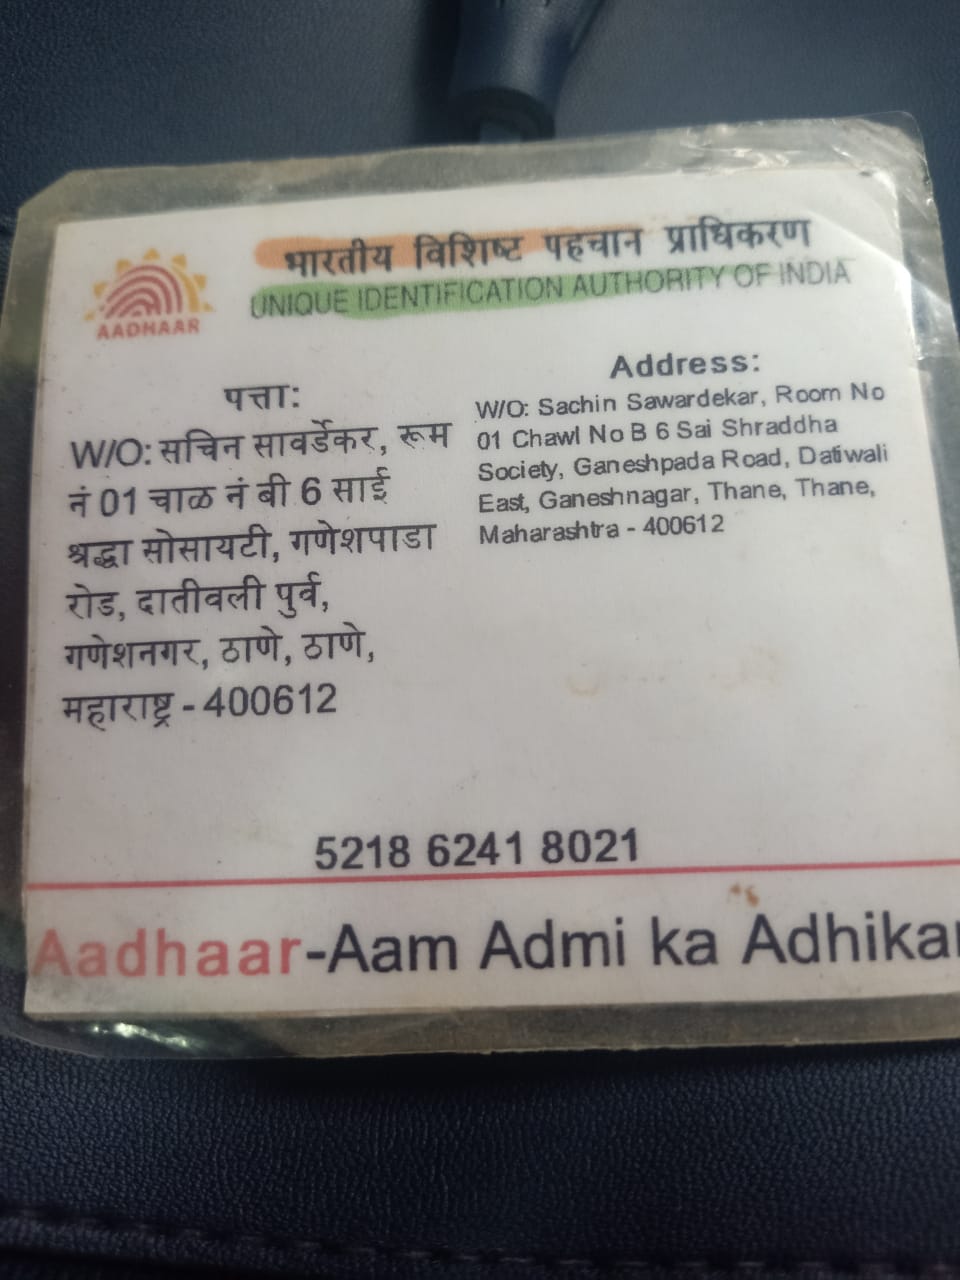 भारतीय विशिष्ट पहचान प्राधिकरण
UNIQUE IDENTIFICATION AUTHORITY OF INDIA
AADHAAR
पत्ता:
W/O: सचिन सावर्डेकर, रूम
नं 01 चाळ नं बी 6 साई
श्रद्धा सोसायटी, गणेशपाडा
रोड, दातीवली पुर्व,
गणेशनगर, ठाणे, ठाणे,
महाराष्ट्र - 400612
Address:
W/O: Sachin Sawardekar, Room No
01 Chawl No B 6 Sai Shraddha
Society, Ganeshpada Road, Datiwali
East, Ganeshnagar, Thane, Thane,
Maharashtra - 400612
5218 6241 8021
Aadhaar-Aam Admi ka Adhikar